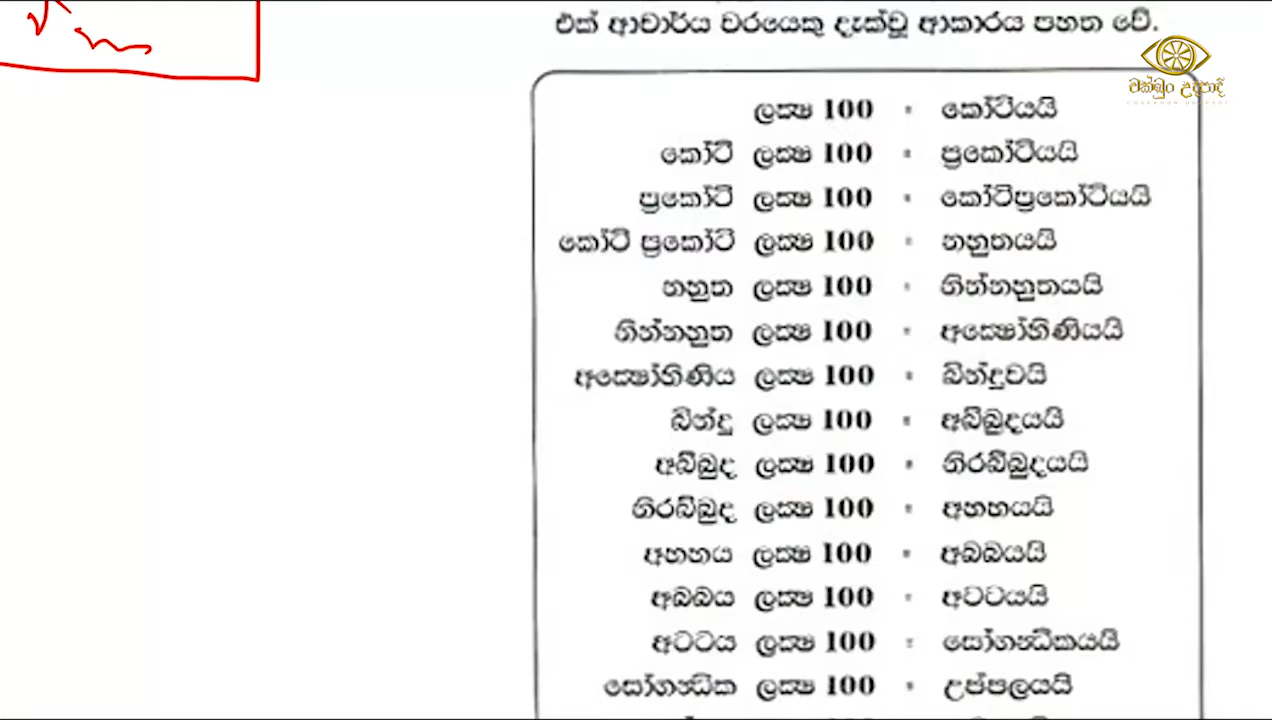 එක් ආචාර්ය වරයෙකු දැක්වූ ආකාරය පහත වේ.
චක්ඛුං උදපාදි
ලක්‍ෂ 100 = කෝටියයි
කෝටි ලක්‍ෂ 100 = ප්‍රකෝටියයි
ප්‍රකෝටි ලක්‍ෂ 100 = කෝටිප්‍රකෝටියයි
කෝටි ප්‍රකෝටි ලක්‍ෂ 100 = නහුතයයි
නහුත ලක්‍ෂ 100 = නින්නහුතයයි
නින්නහුත ලක්‍ෂ 100 = අක්‍ෂෝහිණියයි
අක්‍ෂෝහිණිය ලක්‍ෂ 100 = බින්දුවයි
බින්දු ලක්‍ෂ 100 = අබ්බුදයයි
අබ්බුද ලක්‍ෂ 100 = නිරබ්බුදයයි
නිරබ්බුද ලක්‍ෂ 100 = අහහයයි
අහහය ලක්‍ෂ 100 = අබබයයි
අබබය ලක්‍ෂ 100 = අටටයයි
අටටය ලක්‍ෂ 100 = සෝගන්‍ධිකයයි
සෝගන්‍ධික ලක්‍ෂ 100 = උප්පලයයි